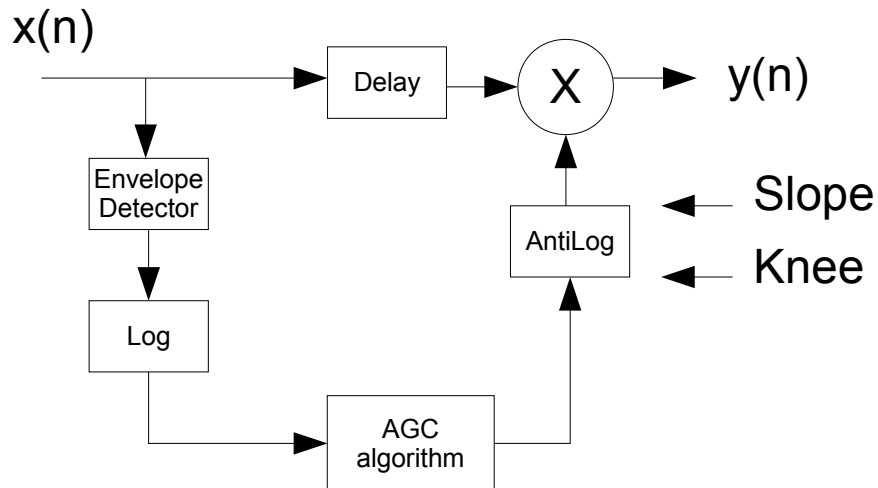 x(n)
Delay
X
y(n)
Envelope
Detector
Slope
AntiLog
Knee
Log
AGC
algorithm